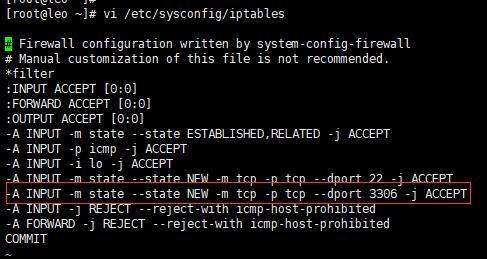 [root@leo ~]#
[root@leo ~]# vi /etc/sysconfig/iptables
# Firewall configuration written by system-config-firewall
# Manual customization of this file is not recommended.
*filter
:INPUT ACCEPT [0:0]
:FORWARD ACCEPT [0:0]
:OUTPUT ACCEPT [0:0]
-A INPUT -m state --state ESTABLISHED,RELATED -j ACCEPT
-A INPUT -p icmp -j ACCEPT
-A INPUT -i lo -j ACCEPT
-A INPUT -m state --state NEW -m tcp -p tcp --dport 22 -j ACCEPT
-A INPUT -m state --state NEW -m tcp -p tcp --dport 3306 -j ACCEPT
-A INPUT -j REJECT --reject-with icmp-host-prohibited
-A FORWARD -j REJECT --reject-with icmp-host-prohibited
COMMIT
~